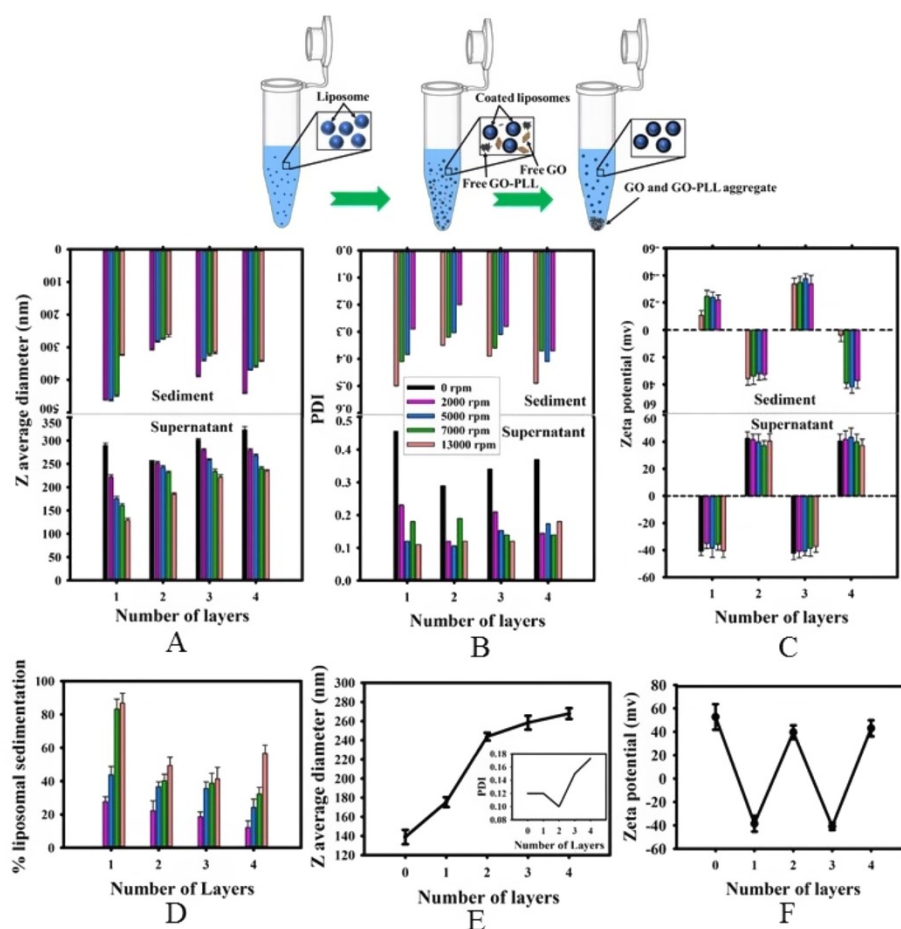 Liposome
Coated liposomes
Free GO
Free GO-PLL
GO and GO-PLL aggregate
Z average diameter (nm)
0
100
200
300
400
500
Sediment
Supernatant
350
300
250
200
150
100
50
0
1 2 3 4
Number of layers
A
PDI
0.0
0.1
0.2
0.3
0.4
0.5
0.6
Sediment
0 rpm
2000 rpm
5000 rpm
7000 rpm
13000 rpm
Supernatant
0.5
0.4
0.3
0.2
0.1
0.0
1 2 3 4
Number of layers
B
Zeta potential (mv)
-60
-40
-20
0
20
40
60
Sediment
Supernatant
60
40
20
0
-20
-40
-60
1 2 3 4
Number of layers
C
% liposomal sedimentation
100
80
60
40
20
0
1 2 3 4
Number of Layers
D
Z average diameter (nm)
300
280
260
240
220
200
180
160
140
120
0 1 2 3 4
Number of layers
PDI
0.18
0.16
0.14
0.12
0.10
0.08
0 1 2 3 4
Number of Layers
E
Zeta potential (mv)
80
60
40
20
0
-20
-40
-60
0 1 2 3 4
Number of layers
F